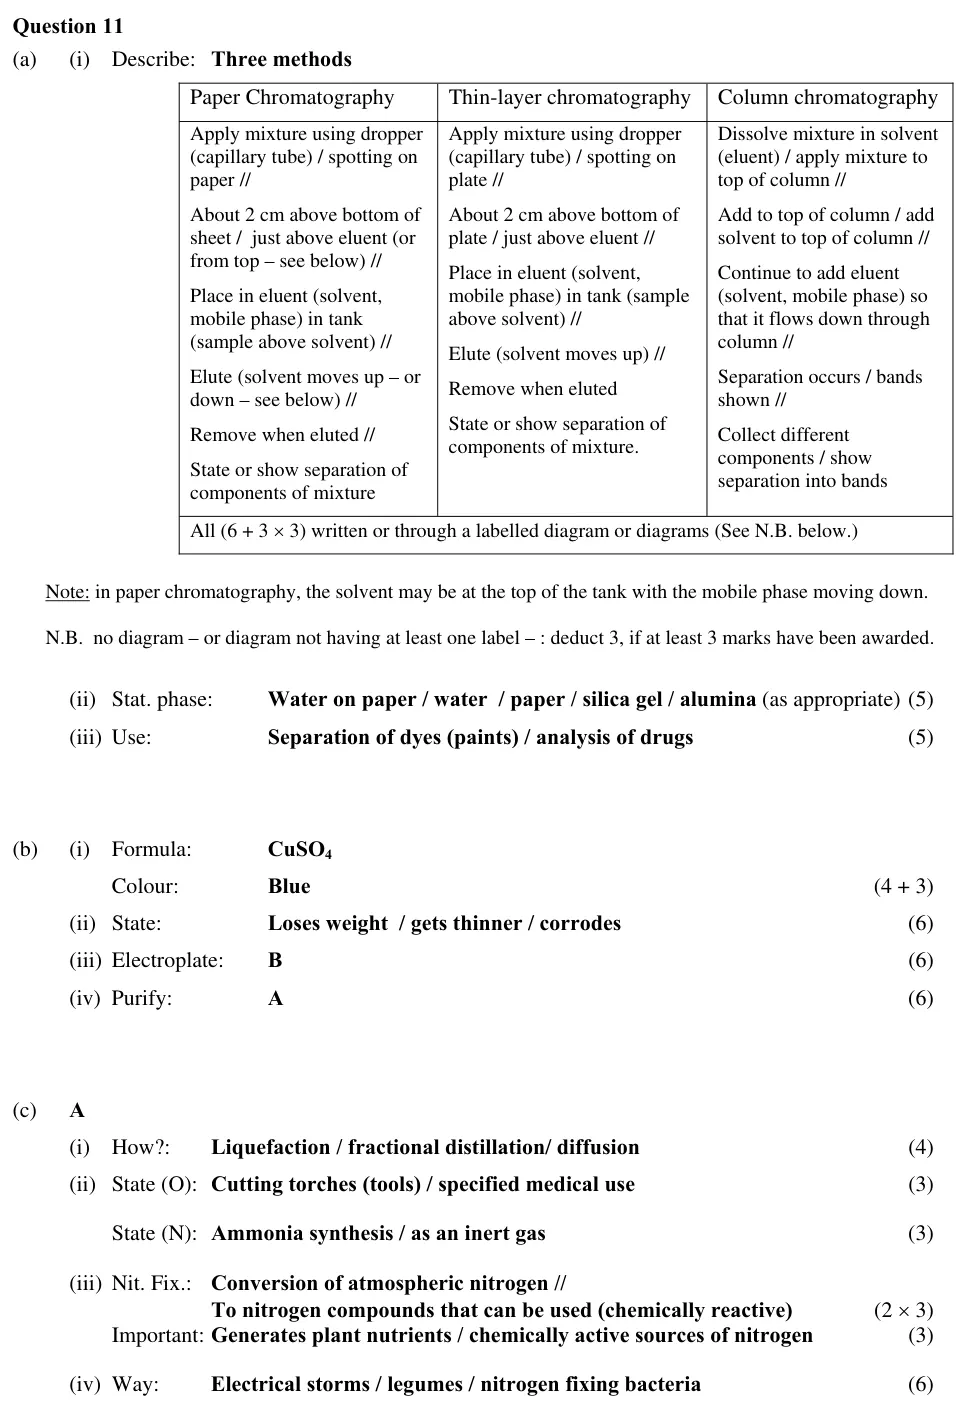 Question 11
(a) (i) Describe: Three methods
Paper Chromatography
Apply mixture using dropper
(capillary tube) / spotting on
paper //
About 2 cm above bottom of
sheet / just above eluent (or
from top – see below) //
Place in eluent (solvent,
mobile phase) in tank
(sample above solvent) //
Elute (solvent moves up – or
down – see below) //
Remove when eluted //
State or show separation of
components of mixture
Thin-layer chromatography
Apply mixture using dropper
(capillary tube) / spotting on
plate //
About 2 cm above bottom of
plate / just above eluent //
Place in eluent (solvent,
mobile phase) in tank (sample
above solvent) //
Elute (solvent moves up) //
Remove when eluted
State or show separation of
components of mixture.
Column chromatography
Dissolve mixture in solvent
(eluent) / apply mixture to
top of column //
Add to top of column / add
solvent to top of column //
Continue to add eluent
(solvent, mobile phase) so
that it flows down through
column //
Separation occurs / bands
shown //
Collect different
components / show
separation into bands
All (6 + 3 × 3) written or through a labelled diagram or diagrams (See N.B. below.)
Note: in paper chromatography, the solvent may be at the top of the tank with the mobile phase moving down.
N.B. no diagram – or diagram not having at least one label – : deduct 3, if at least 3 marks have been awarded.
(ii) Stat. phase: Water on paper / water / paper / silica gel / alumina (as appropriate) (5)
(iii) Use: Separation of dyes (paints) / analysis of drugs (5)
(b) (i) Formula: CuSO₄
Colour: Blue (4 + 3)
(ii) State: Loses weight / gets thinner / corrodes (6)
(iii) Electroplate: B (6)
(iv) Purify: A (6)
(c) A
(i) How?: Liquefaction / fractional distillation/ diffusion (4)
(ii) State (O): Cutting torches (tools) / specified medical use (3)
State (N): Ammonia synthesis / as an inert gas (3)
(iii) Nit. Fix.: Conversion of atmospheric nitrogen //
To nitrogen compounds that can be used (chemically reactive) (2 × 3)
Important: Generates plant nutrients / chemically active sources of nitrogen (3)
(iv) Way: Electrical storms / legumes / nitrogen fixing bacteria (6)